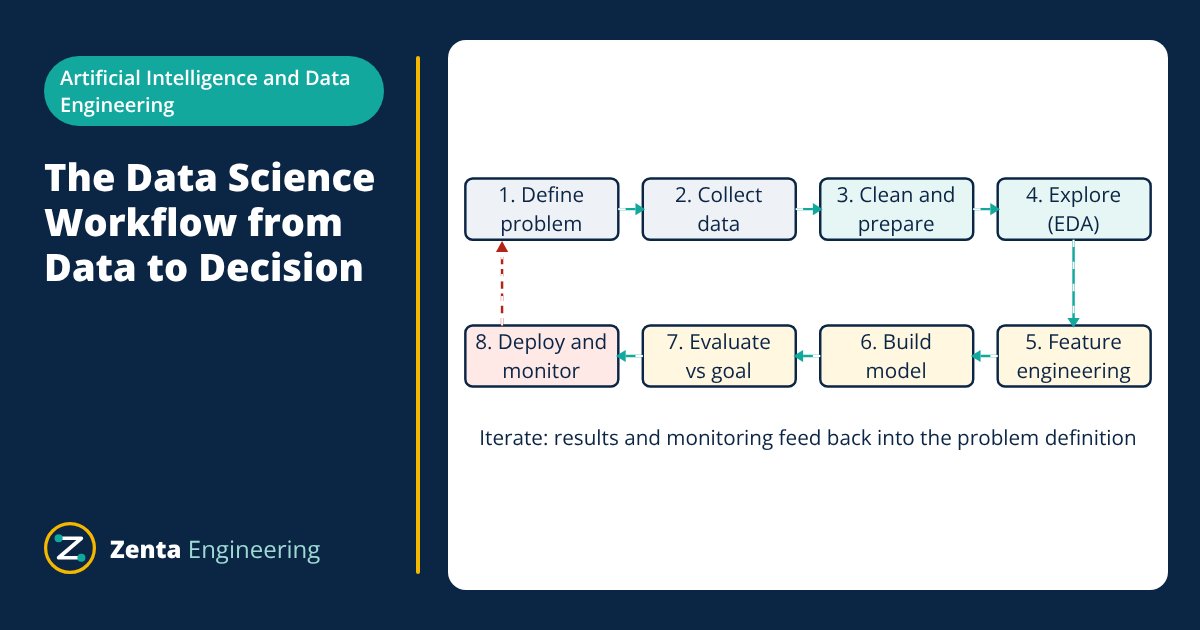 Artificial Intelligence and Data
Engineering
The Data Science
Workflow from
Data to Decision
1. Define
problem
2. Collect
data
3. Clean and
prepare
4. Explore
(EDA)
5. Feature
engineering
6. Build
model
7. Evaluate
vs goal
8. Deploy and
monitor
Iterate: results and monitoring feed back into the problem definition
Z
Zenta Engineering